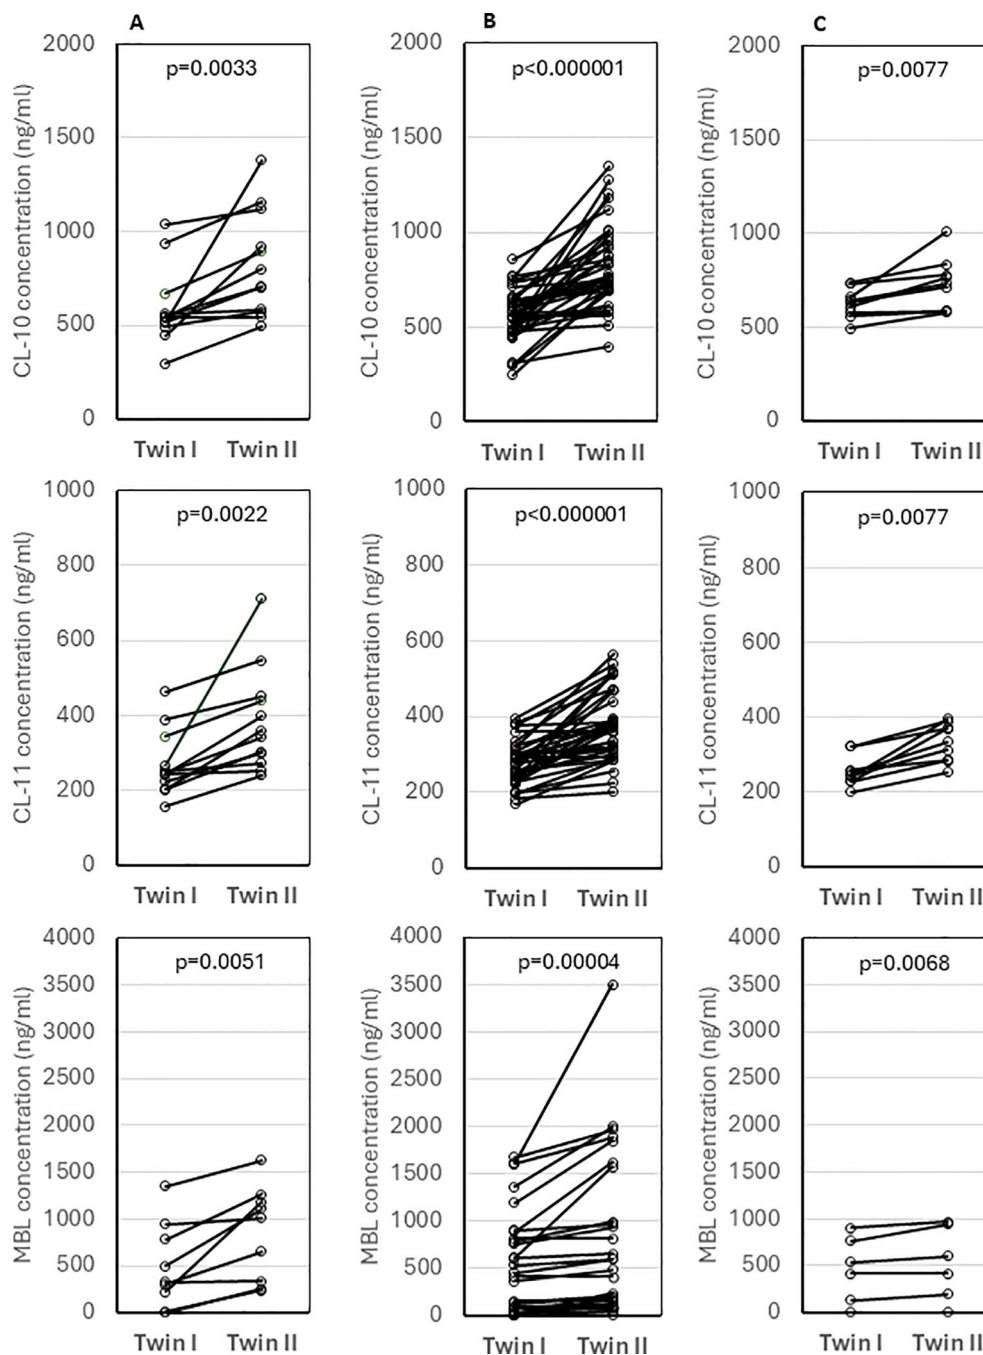 A
CL-10 concentration (ng/ml)
2000
1500
1000
500
0
p=0.0033
Twin I Twin II
B
CL-10 concentration (ng/ml)
2000
1500
1000
500
0
p<0.000001
Twin I Twin II
C
CL-10 concentration (ng/ml)
2000
1500
1000
500
0
p=0.0077
Twin I Twin II
CL-11 concentration (ng/ml)
1000
800
600
400
200
0
p=0.0022
Twin I Twin II
CL-11 concentration (ng/ml)
1000
800
600
400
200
0
p<0.000001
Twin I Twin II
CL-11 concentration (ng/ml)
1000
800
600
400
200
0
p=0.0077
Twin I Twin II
MBL concentration (ng/ml)
4000
3500
3000
2500
2000
1500
1000
500
0
p=0.0051
Twin I Twin II
MBL concentration (ng/ml)
4000
3500
3000
2500
2000
1500
1000
500
0
p=0.00004
Twin I Twin II
MBL concentration (ng/ml)
4000
3500
3000
2500
2000
1500
1000
500
0
p=0.0068
Twin I Twin II